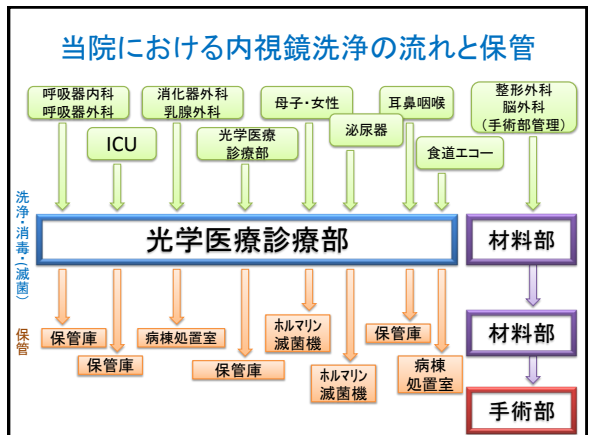 当院における内視鏡洗浄の流れと保管
呼吸器内科
呼吸器外科
消化器外科
乳腺外科
母子・女性
耳鼻咽喉
整形外科
脳外科
(手術部管理)
ICU
光学医療
診療部
泌尿器
食道エコー
洗浄・消毒・(滅菌)
光学医療診療部
材料部
保管
保管庫
保管庫
病棟処置室
保管庫
ホルマリン
滅菌機
ホルマリン
滅菌機
保管庫
病棟
処置室
材料部
手術部